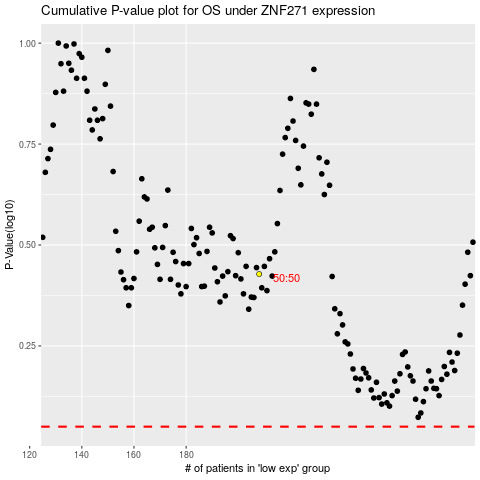 Cumulative P-value plot for OS under ZNF271 expression
P-Value(log10)
1.00
0.75
0.50
0.25
50:50
120 140 160 180
# of patients in 'low exp' group